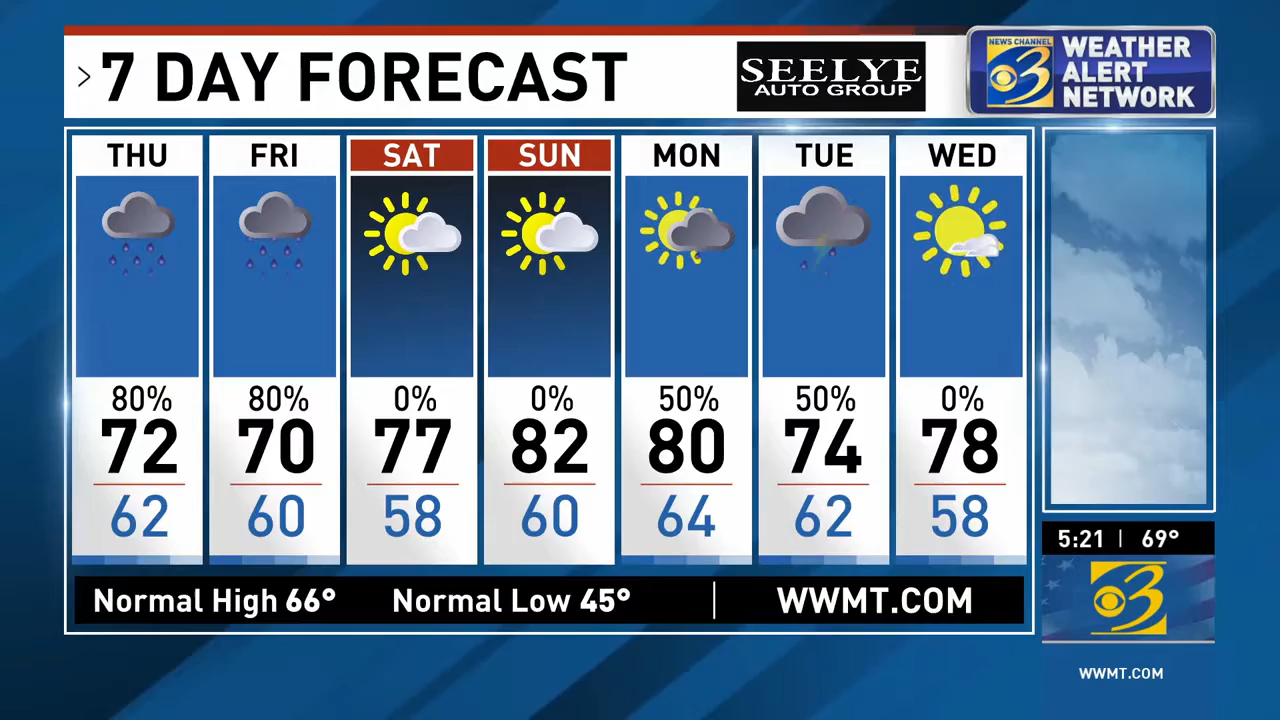 > 7 DAY FORECAST
SEELYE
AUTO GROUP
NEWS CHANNEL
3
WEATHER
ALERT
NETWORK
THU FRI SAT SUN MON TUE WED
80% 80% 0% 0% 50% 50% 0%
72 70 77 82 80 74 78
62 60 58 60 64 62 58
Normal High 66° Normal Low 45° | WWMT.COM
5:21 | 69°
3
WWMT.COM